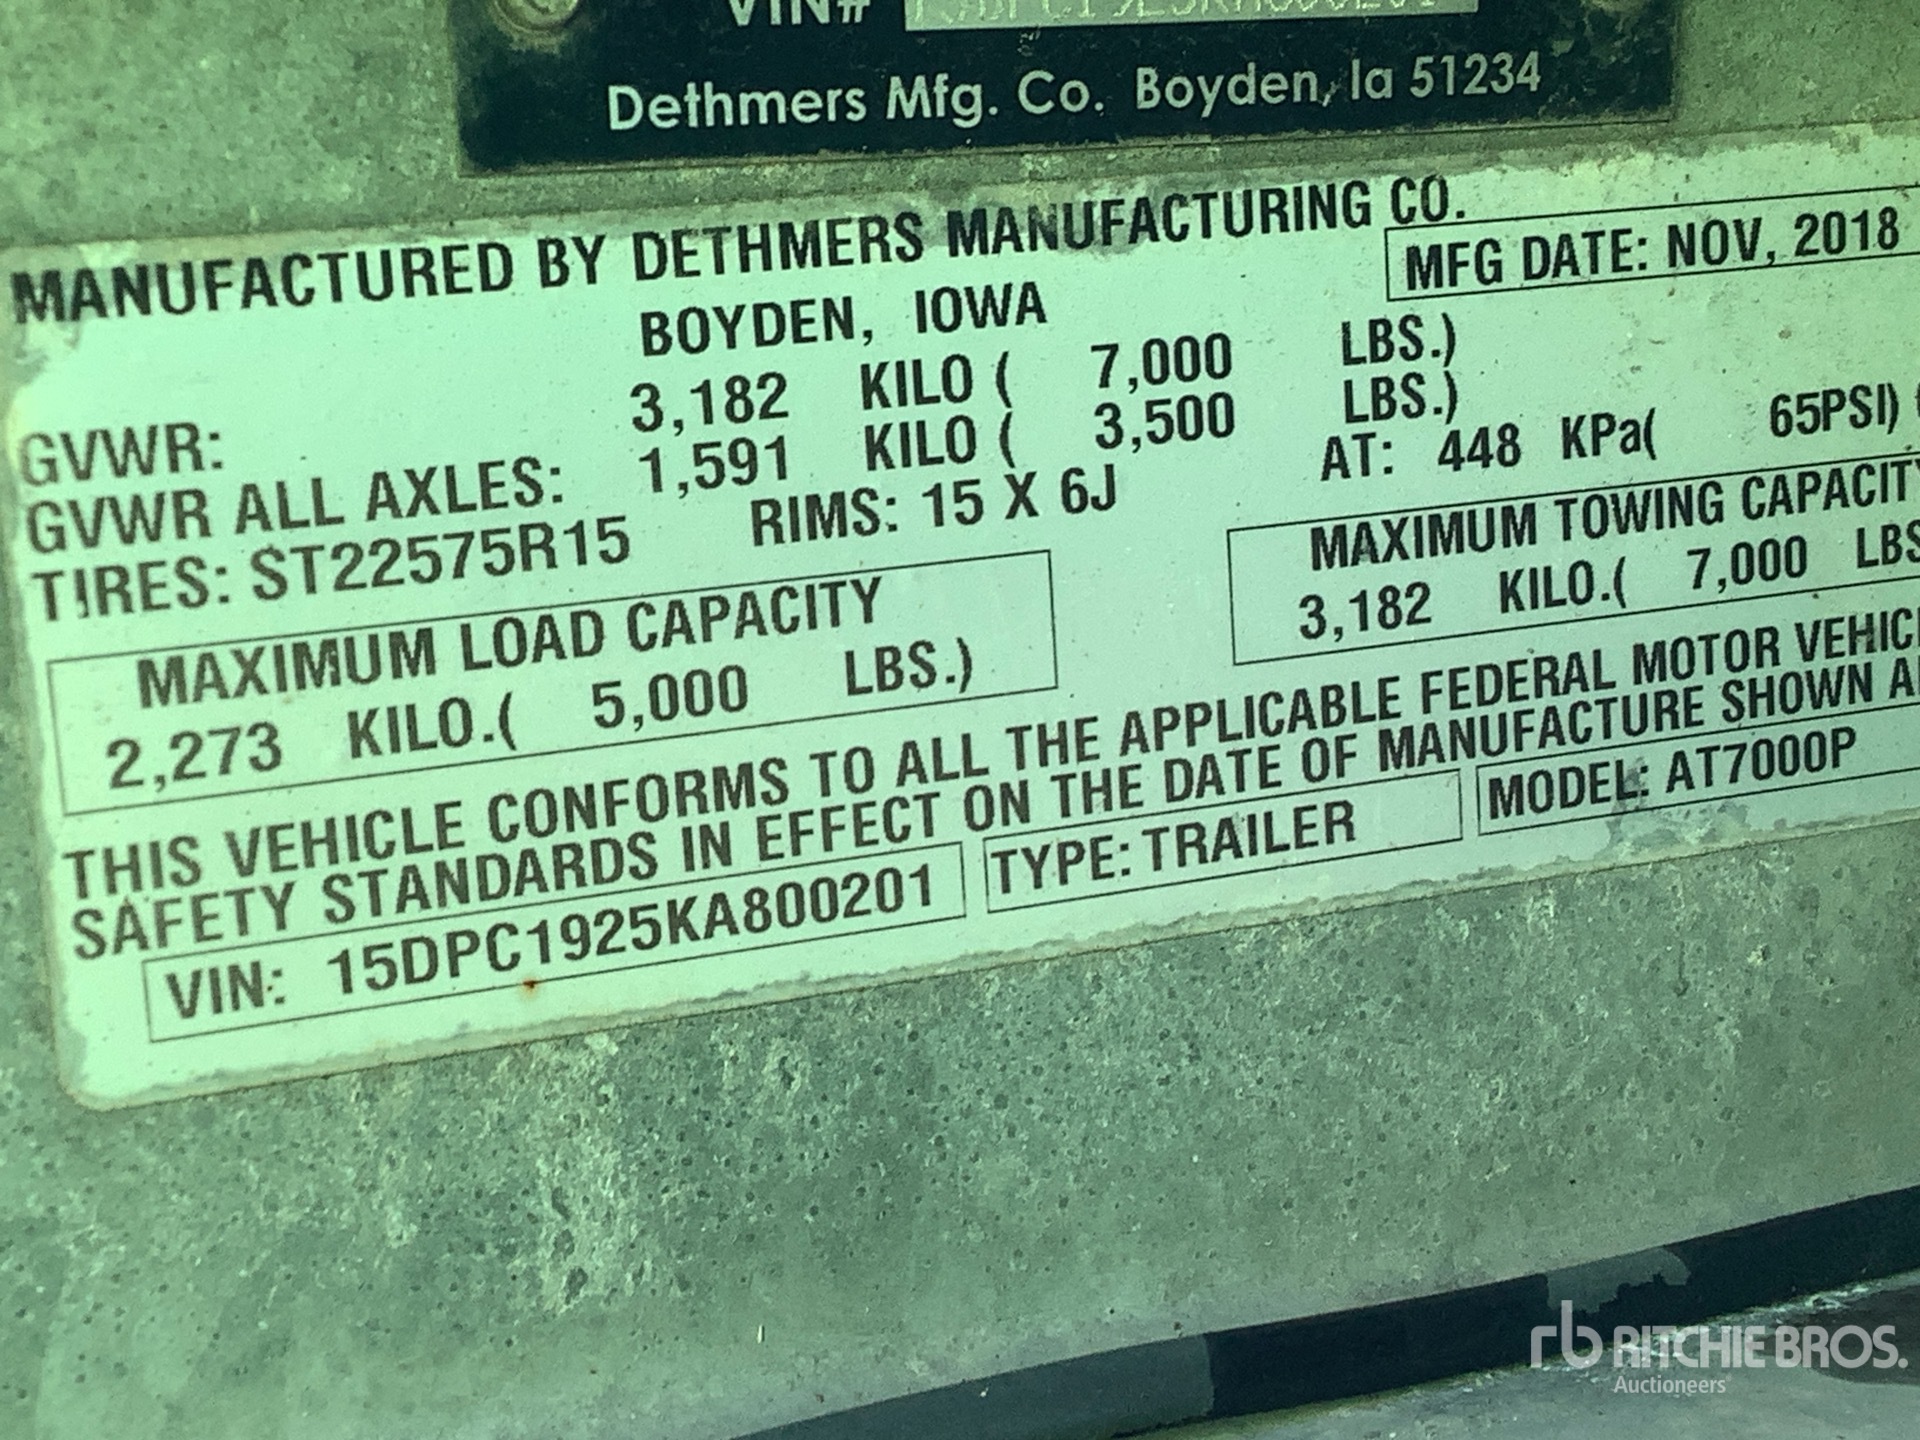 VIN#
Dethmers Mfg. Co. Boyden, Ia 51234
MANUFACTURED BY DETHMERS MANUFACTURING CO.
MFG DATE: NOV, 2018
BOYDEN, IOWA
GVWR: 3,182 KILO ( 7,000 LBS.)
GVWR ALL AXLES: 1,591 KILO ( 3,500 LBS.)
TIRES: ST22575R15 RIMS: 15 X 6J AT: 448 KPa( 65PSI)
MAXIMUM LOAD CAPACITY
2,273 KILO.( 5,000 LBS.)
MAXIMUM TOWING CAPACITY
3,182 KILO.( 7,000 LBS
THIS VEHICLE CONFORMS TO ALL THE APPLICABLE FEDERAL MOTOR VEHIC
SAFETY STANDARDS IN EFFECT ON THE DATE OF MANUFACTURE SHOWN A
VIN: 15DPC1925KA800201
TYPE: TRAILER
MODEL: AT7000P
rb RITCHIE BROS.
Auctioneers